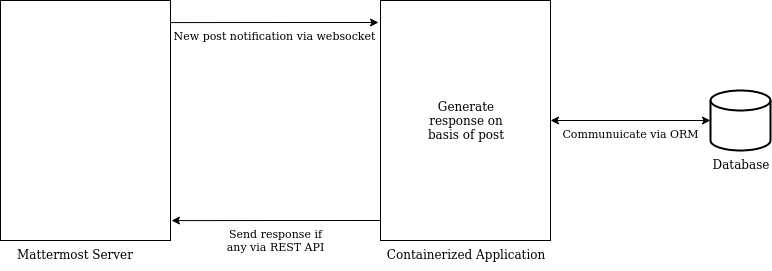 New post notification via websocket
Generate
response on
basis of post
Communuicate via ORM
Database
Send response if
any via REST API
Mattermost Server
Containerized Application